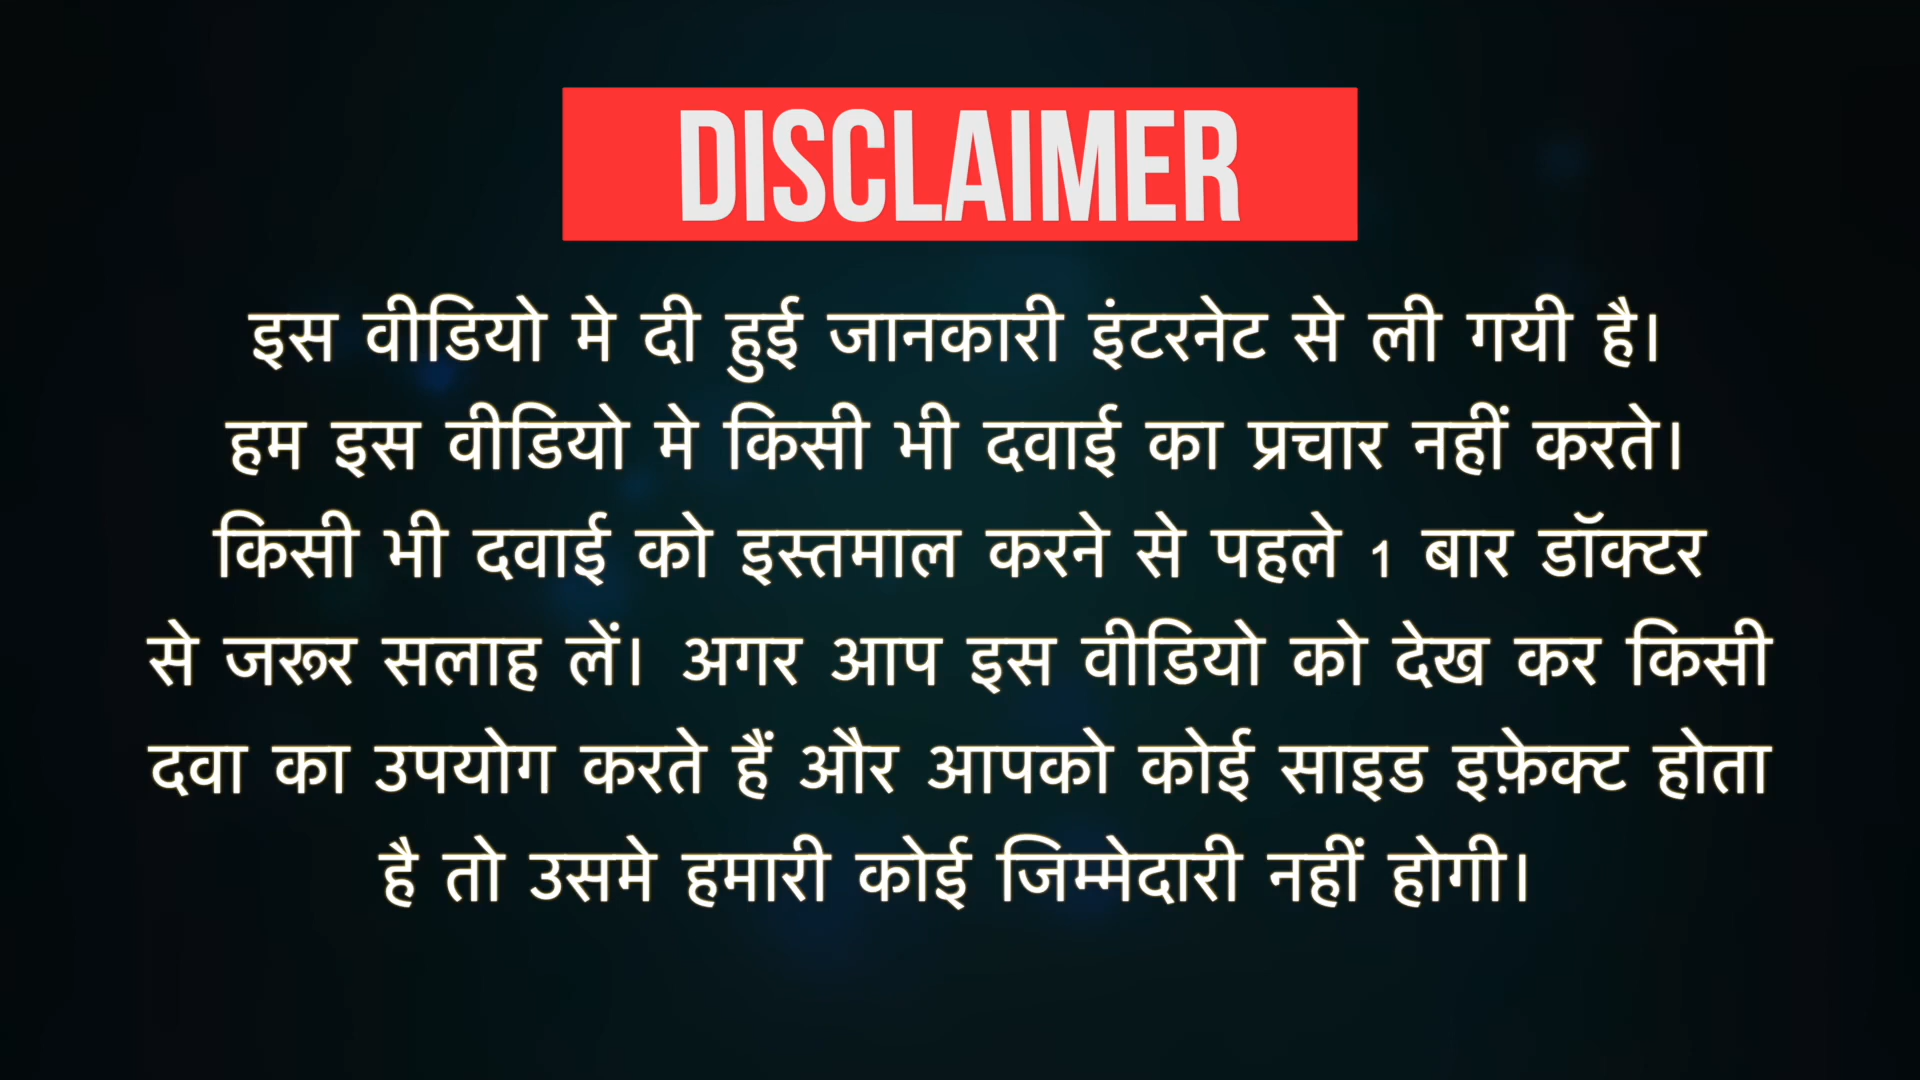 DISCLAIMER
इस वीडियो मे दी हुई जानकारी इंटरनेट से ली गयी है।
हम इस वीडियो मे किसी भी दवाई का प्रचार नहीं करते।
किसी भी दवाई को इस्तमाल करने से पहले 1 बार डॉक्टर
से जरूर सलाह लें। अगर आप इस वीडियो को देख कर किसी
दवा का उपयोग करते हैं और आपको कोई साइड इफ़ेक्ट होता
है तो उसमे हमारी कोई जिम्मेदारी नहीं होगी।